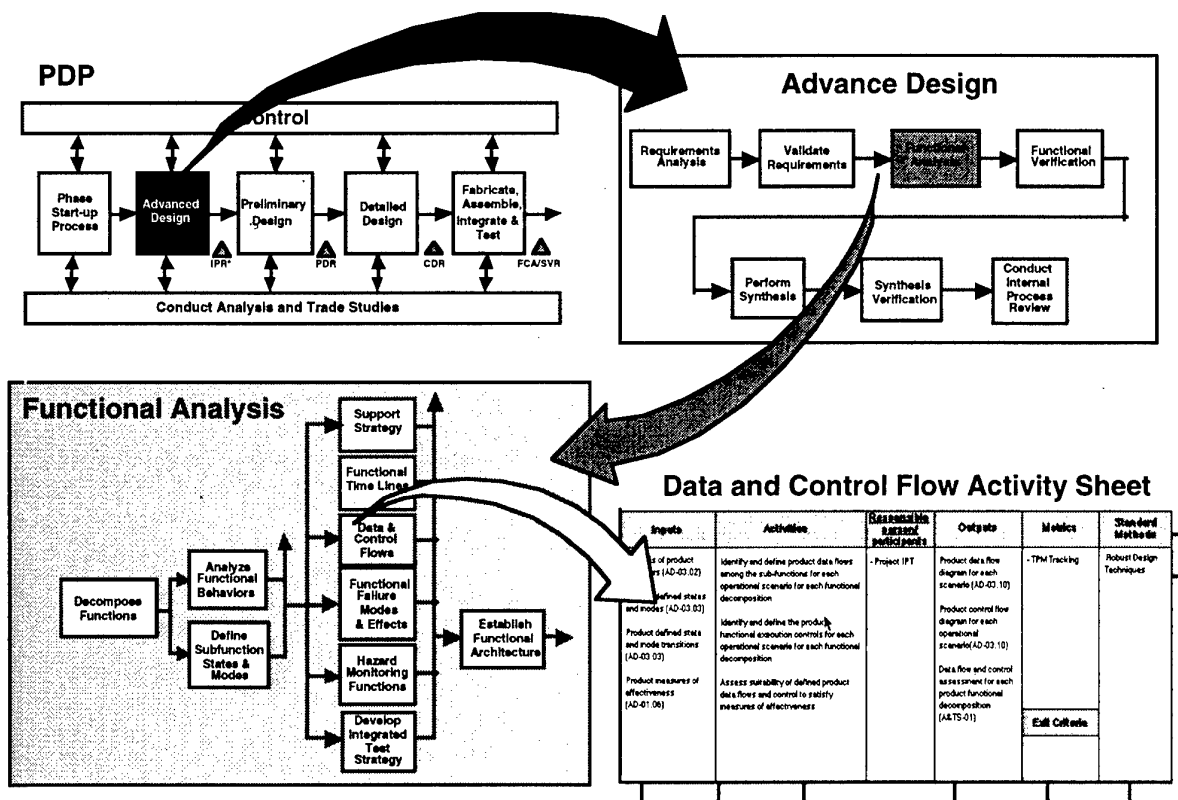 PDP
Control
Phase
Start-up
Process
Advanced
Design
Preliminary
Design
Detailed
Design
Fabricate,
Assemble,
Integrate &
Test
IPR*
PDR
CDR
FCA/SVR
Conduct Analysis and Trade Studies
Advance Design
Requirements
Analysis
Validate
Requirements
Functional
Analysis
Functional
Verification
Perform
Synthesis
Synthesis
Verification
Conduct
Internal
Process
Review
Functional Analysis
Decompose
Functions
Analyze
Functional
Behaviors
Define
Subfunction
States &
Modes
Support
Strategy
Functional
Time Lines
Data &
Control
Flows
Functional
Failure
Modes
& Effects
Hazard
Monitoring
Functions
Develop
Integrated
Test
Strategy
Establish
Functional
Architecture
Data and Control Flow Activity Sheet
Inputs
of product
(AD-03.02)
defined states
and modes (AD-03.03)
Product defined state
and mode transitions
(AD-03.03)
Product measures of
effectiveness
(AD-01.06)
Activities
Identify and define product data flows
among the sub-functions for each
operational scenario for each functional
decomposition
Identify and define the product
functional execution controls for each
operational scenario for each functional
decomposition
Assess suitability of defined product
data flows and control to satisfy
measures of effectiveness
Responsible
person/
participants
- Project IPT
Outputs
Product data flow
diagram for each
scenario (AD-03.10)
Product control flow
diagram for each
operational
scenario(AD-03.10)
Data flow and control
assessment for each
product functional
decomposition
(A&TS-01)
Metrics
- TPM Tracking
Exit Criteria
Standard
Methods
Robust Design
Techniques